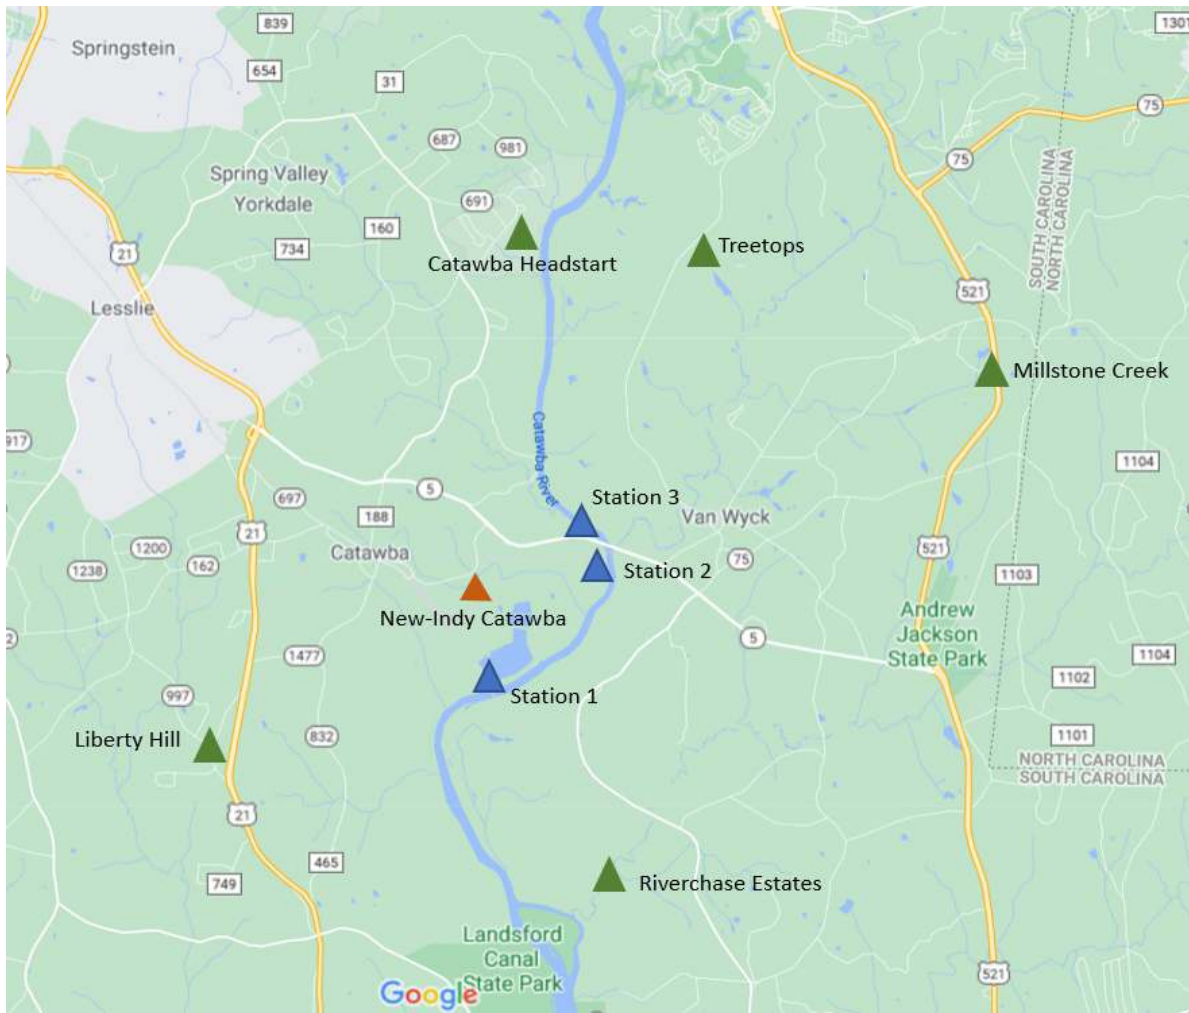 839
1301
Springstein
654
31
75
687
981
75
Spring Valley
Yorkdale
691
160
SOUTH CAROLINA
NORTH CAROLINA
734
21
Catawba Headstart
Treetops
521
Lesslie
Millstone Creek
917
Catawba River
1104
5
697
Station 3
188
Van Wyck
21
1200
Catawba
521
162
1238
Station 2
75
1103
New-Indy Catawba
Andrew
Jackson
State Park
2
5
1477
1104
1102
997
Station 1
Liberty Hill
832
1101
NORTH CAROLINA
SOUTH CAROLINA
21
465
749
Riverchase Estates
Landsford
Canal
State Park
521
Google